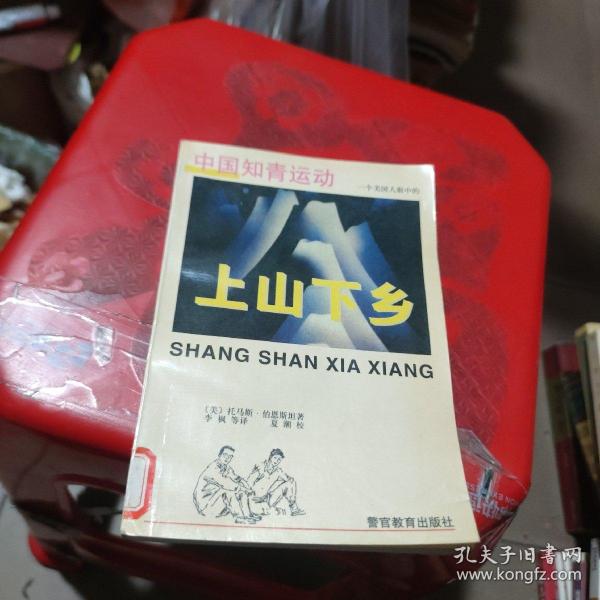 中国知青运动
一个美国人眼中的
上山下乡
SHANG SHAN XIA XIANG
〔美〕托马斯·伯恩斯坦著
李枫等译 夏潮校
警官教育出版社
孔夫子旧书网
www.kongfz.com